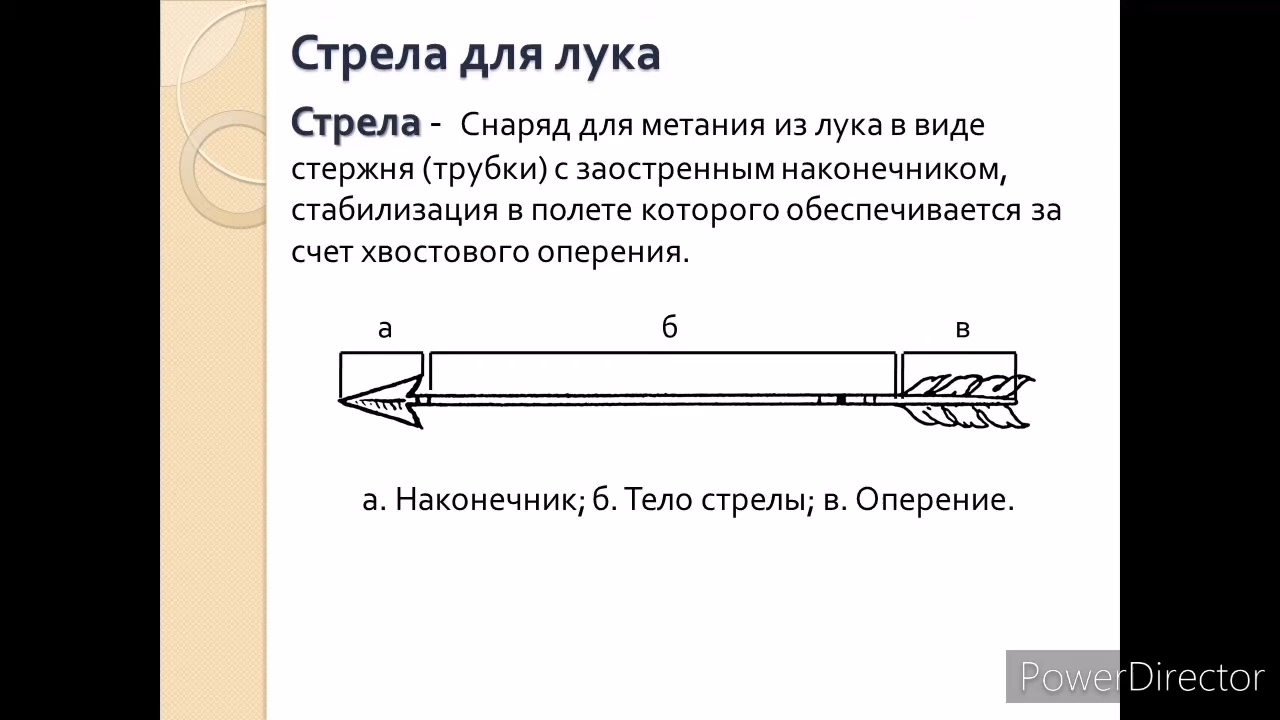 Стрела для лука
Стрела - Снаряд для метания из лука в виде
стержня (трубки) с заостренным наконечником,
стабилизация в полете которого обеспечивается за
счет хвостового оперения.
а б в
а. Наконечник; б. Тело стрелы; в. Оперение.
PowerDirector